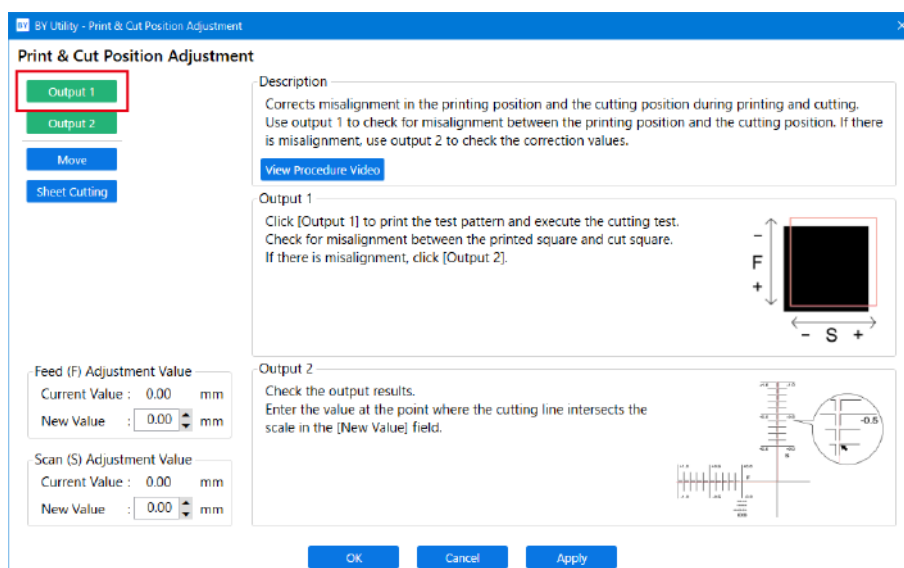 BY BY Utility - Print & Cut Position Adjustment
Print & Cut Position Adjustment
Output 1
Output 2
Move
Sheet Cutting
Description
Corrects misalignment in the printing position and the cutting position during printing and cutting.
Use output 1 to check for misalignment between the printing position and the cutting position. If there
is misalignment, use output 2 to check the correction values.
View Procedure Video
Output 1
Click [Output 1] to print the test pattern and execute the cutting test.
Check for misalignment between the printed square and cut square.
If there is misalignment, click [Output 2].
−
F
+
− S +
Feed (F) Adjustment Value
Current Value : 0.00 mm
New Value : 0.00 mm
Scan (S) Adjustment Value
Current Value : 0.00 mm
New Value : 0.00 mm
Output 2
Check the output results.
Enter the value at the point where the cutting line intersects the
scale in the [New Value] field.
-0.5
S
F
OK Cancel Apply